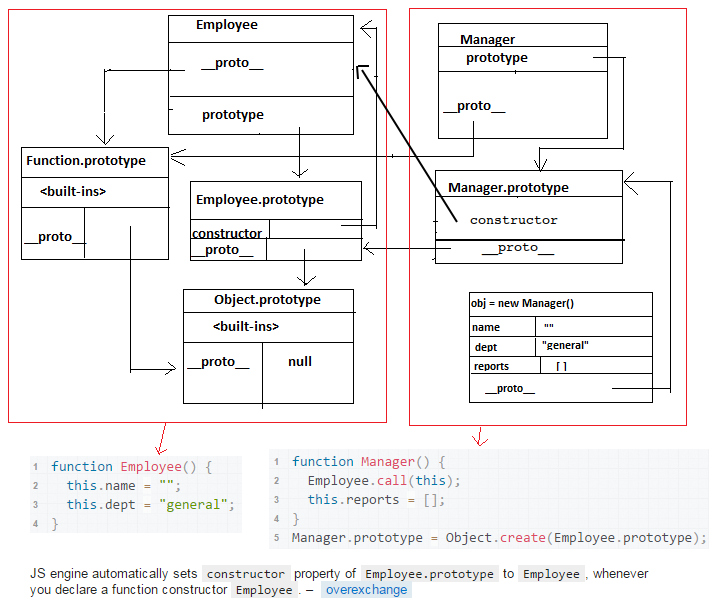 Employee
__proto__
prototype
Function.prototype
<built-ins>
__proto_
Employee.prototype
constructor
__proto__
Object.prototype
<built-ins>
__proto__ null
Manager
prototype
__proto__
Manager.prototype
constructor
__proto__
obj = new Manager()
name ""
dept "general"
reports [ ]
__proto__
1 function Employee() {
2 this.name = "";
3 this.dept = "general";
4 }
1 function Manager() {
2 Employee.call(this);
3 this.reports = [];
4 }
5 Manager.prototype = Object.create(Employee.prototype);
JS engine automatically sets constructor property of Employee.prototype to Employee , whenever
you declare a function constructor Employee . – overexchange